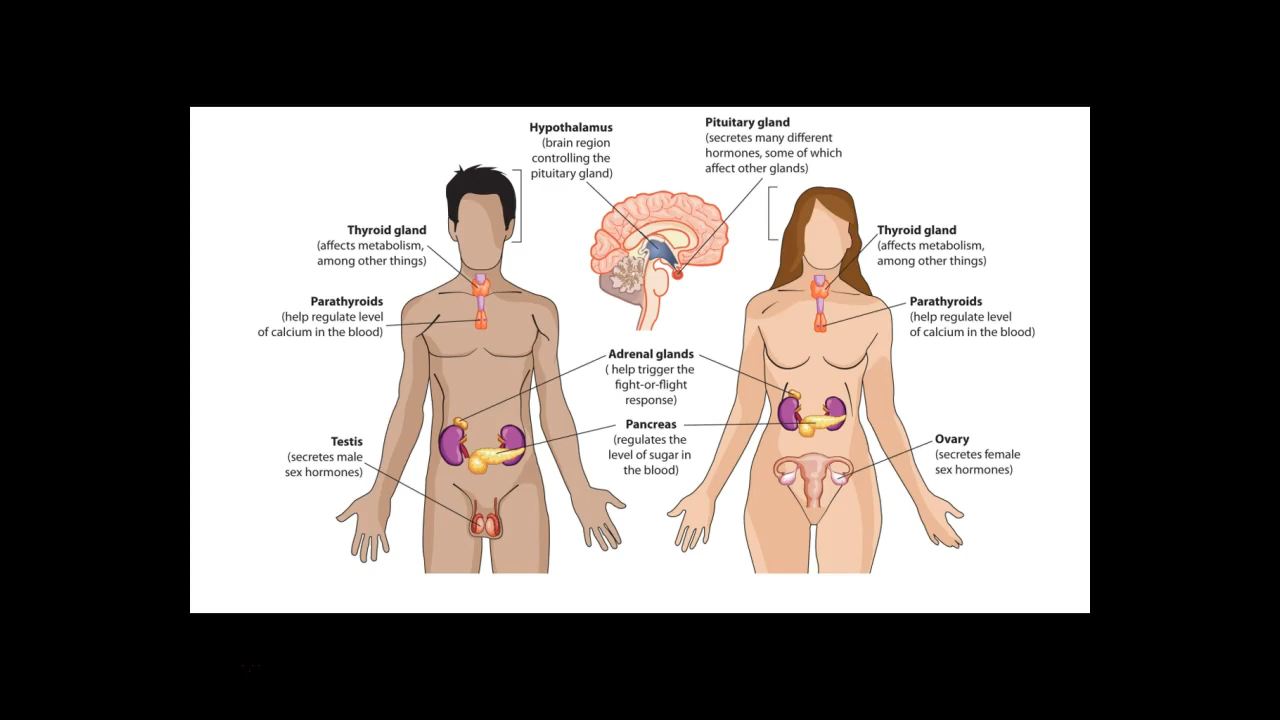 Hypothalamus
(brain region
controlling the
pituitary gland)
Pituitary gland
(secretes many different
hormones, some of which
affect other glands)
Thyroid gland
(affects metabolism,
among other things)
Thyroid gland
(affects metabolism,
among other things)
Parathyroids
(help regulate level
of calcium in the blood)
Parathyroids
(help regulate level
of calcium in the blood)
Adrenal glands
( help trigger the
fight-or-flight
response)
Pancreas
(regulates the
level of sugar in
the blood)
Testis
(secretes male
sex hormones)
Ovary
(secretes female
sex hormones)